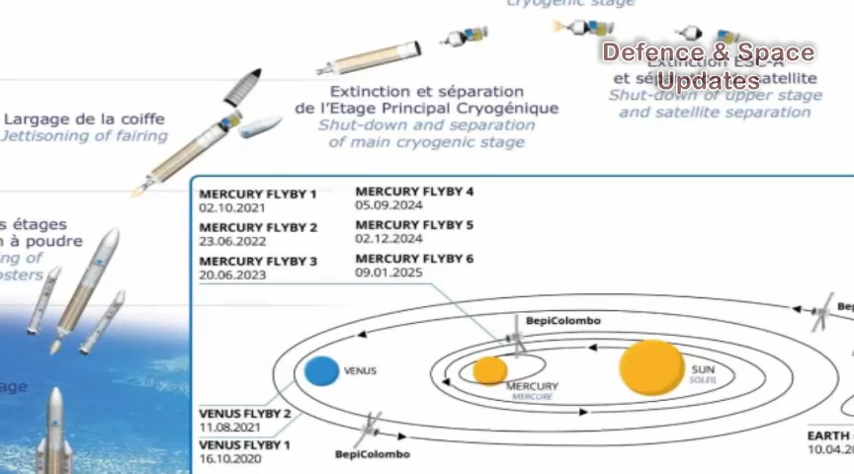 cryogenic stage
Defence & Space
Updates
Extinction ESC-A
et séparation satellite
Shut-down of upper stage
and satellite separation
Extinction et séparation
de l'Etage Principal Cryogénique
Shut-down and separation
of main cryogenic stage
Largage de la coiffe
Jettisoning of fairing
s étages
n à poudre
ng of
osters
age
MERCURY FLYBY 1
02.10.2021
MERCURY FLYBY 2
23.06.2022
MERCURY FLYBY 3
20.06.2023
MERCURY FLYBY 4
05.09.2024
MERCURY FLYBY 5
02.12.2024
MERCURY FLYBY 6
09.01.2025
BepiColombo
Bep
VENUS
MERCURY
MERCURE
SUN
SOLEIL
VENUS FLYBY 2
11.08.2021
VENUS FLYBY 1
16.10.2020
BepiColombo
EARTH
10.04.20